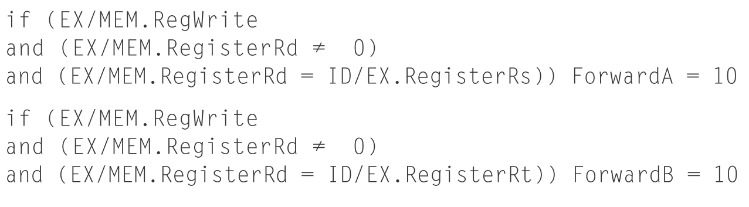 if (EX/MEM.RegWrite
and (EX/MEM.RegisterRd ≠ 0)
and (EX/MEM.RegisterRd = ID/EX.RegisterRs)) ForwardA = 10
if (EX/MEM.RegWrite
and (EX/MEM.RegisterRd ≠ 0)
and (EX/MEM.RegisterRd = ID/EX.RegisterRt)) ForwardB = 10